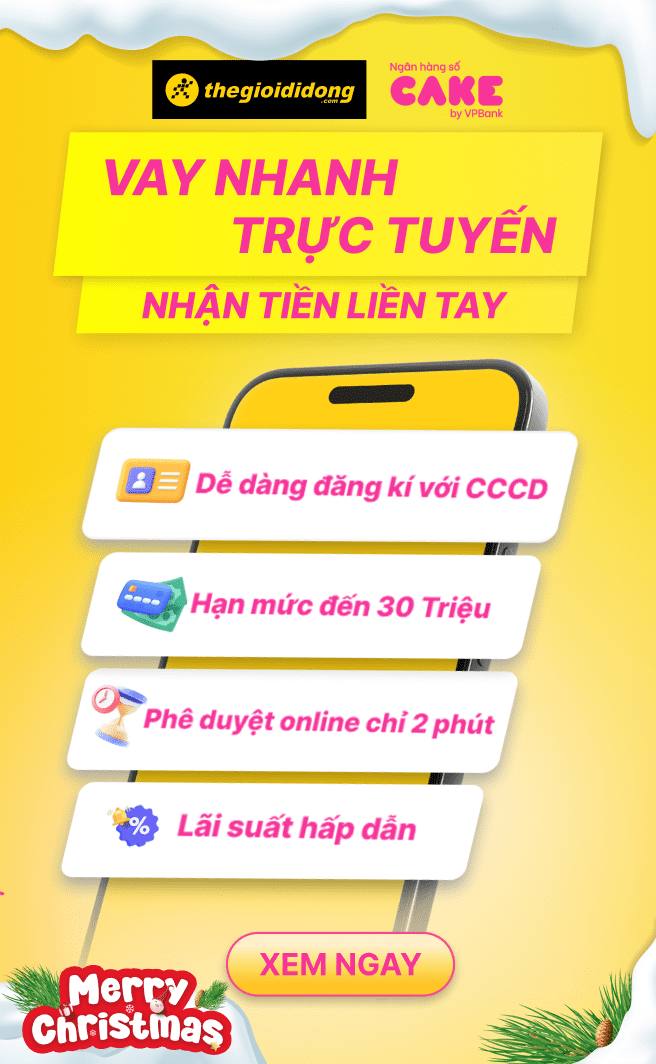 thegioididong
.com
Ngân hàng số
CAKE
by VPBank
VAY NHANH
TRỰC TUYẾN
NHẬN TIỀN LIỀN TAY
Dễ dàng đăng kí với CCCD
Hạn mức đến 30 Triệu
Phê duyệt online chỉ 2 phút
%
Lãi suất hấp dẫn
XEM NGAY
Merry
Christmas